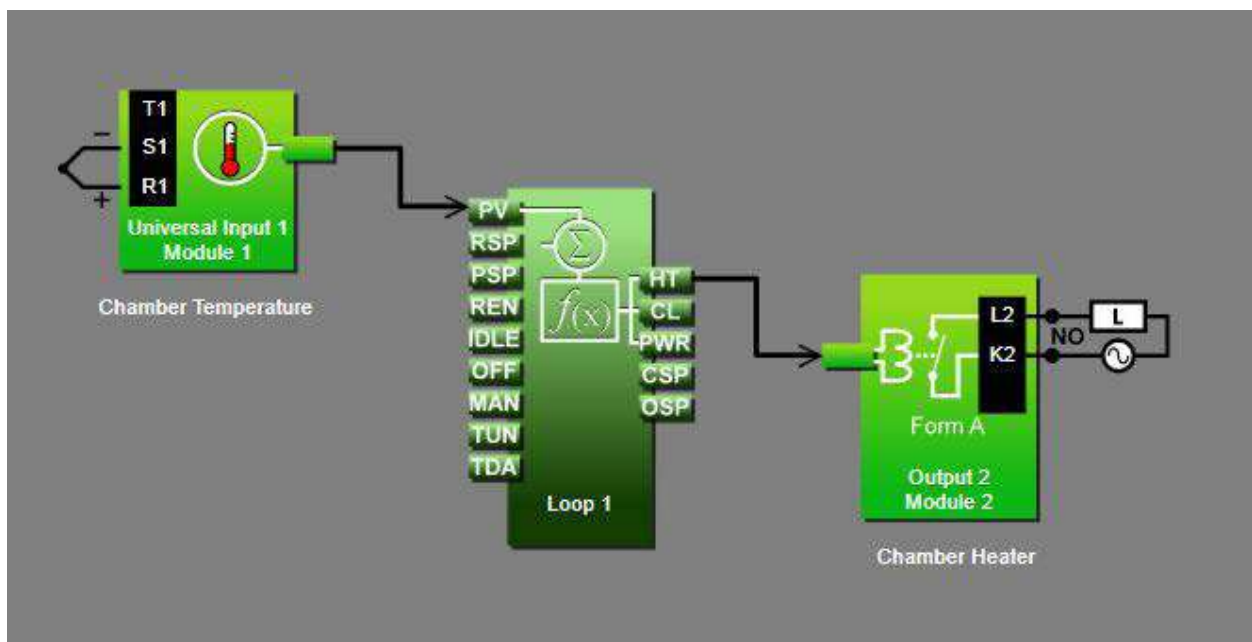 T1
S1
R1
−
+
Universal Input 1
Module 1
Chamber Temperature
PV
RSP
PSP
REN
IDLE
OFF
MAN
TUN
TDA
Σ
f(x)
HT
CL
PWR
CSP
OSP
Loop 1
L2
K2
NO
L
Form A
Output 2
Module 2
Chamber Heater